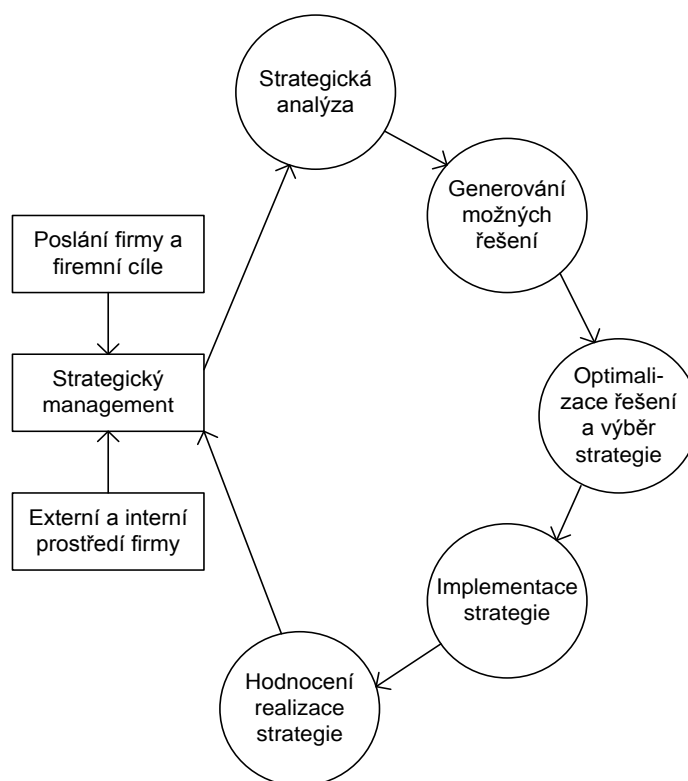 Strategická
analýza
Generování
možných
řešení
Poslání firmy a
firemní cíle
Strategický
management
Optimali-
zace řešení
a výběr
strategie
Externí a interní
prostředí firmy
Implementace
strategie
Hodnocení
realizace
strategie